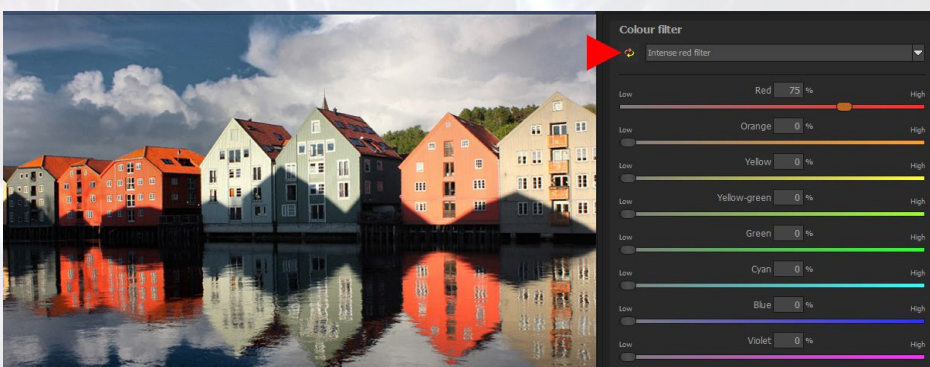 Colour filter
Intense red filter
Red 75 %
Low High
Orange 0 %
Low High
Yellow 0 %
Low High
Yellow-green 0 %
Low High
Green 0 %
Low High
Cyan 0 %
Low High
Blue 0 %
Low High
Violet 0 %
Low High